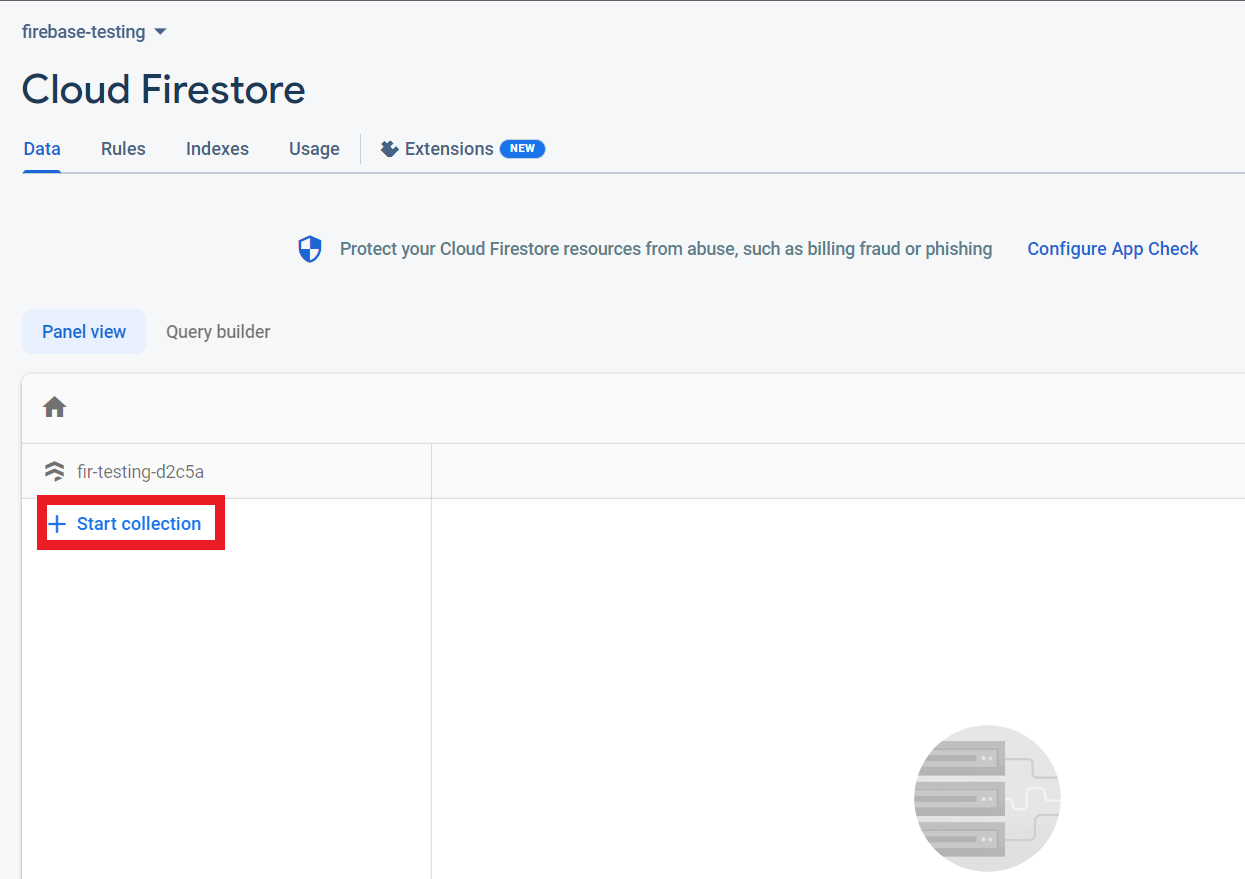 firebase-testing
Cloud Firestore
Data Rules Indexes Usage Extensions NEW
Protect your Cloud Firestore resources from abuse, such as billing fraud or phishing Configure App Check
Panel view Query builder
fir-testing-d2c5a
+ Start collection